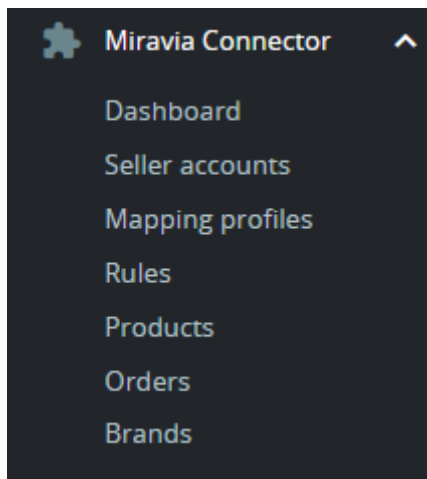 Miravia Connector
Dashboard
Seller accounts
Mapping profiles
Rules
Products
Orders
Brands